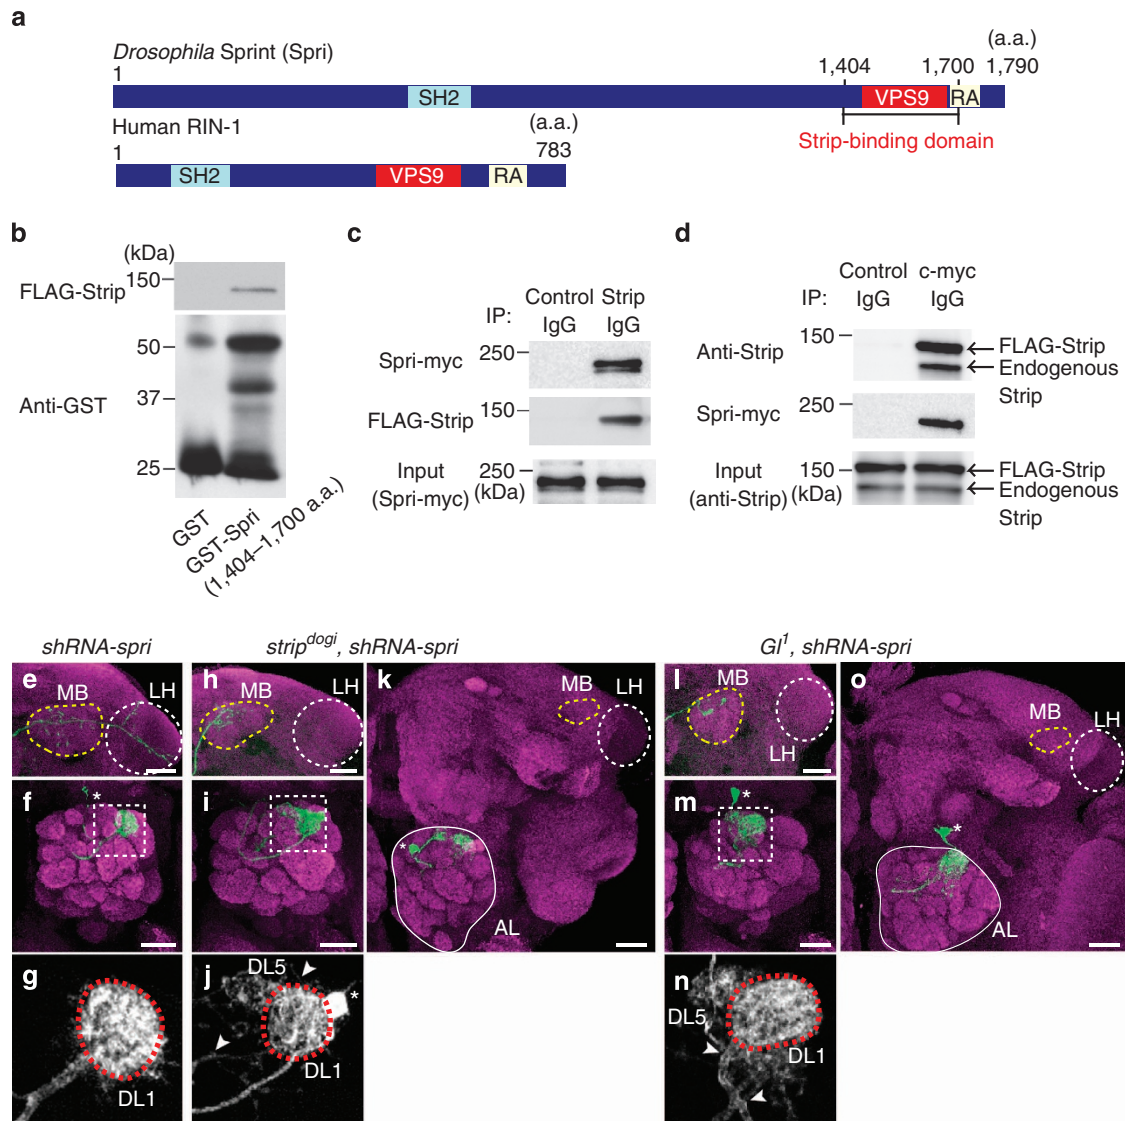 a
Drosophila Sprint (Spri)
(a.a.)
1
1,404
1,700
1,790
SH2
VPS9
RA
Strip-binding domain
Human RIN-1
(a.a.)
1
783
SH2
VPS9
RA
b
(kDa)
FLAG-Strip
150
50
Anti-GST
37
25
GST
GST-Spri
(1,404–1,700 a.a.)
c
Control Strip
IP:
IgG IgG
Spri-myc
250
FLAG-Strip
150
Input
(Spri-myc)
250
(kDa)
d
Control c-myc
IP:
IgG IgG
Anti-Strip
150
FLAG-Strip
Endogenous
Strip
Spri-myc
250
Input
(anti-Strip)
150
(kDa)
FLAG-Strip
Endogenous
Strip
shRNA-spri
strip^dogi, shRNA-spri
Gl^1, shRNA-spri
e
MB
LH
h
MB
LH
k
MB
LH
*
AL
l
MB
LH
o
MB
LH
*
AL
f
*
i
m
*
g
DL1
j
DL5
*
DL1
n
DL5
DL1